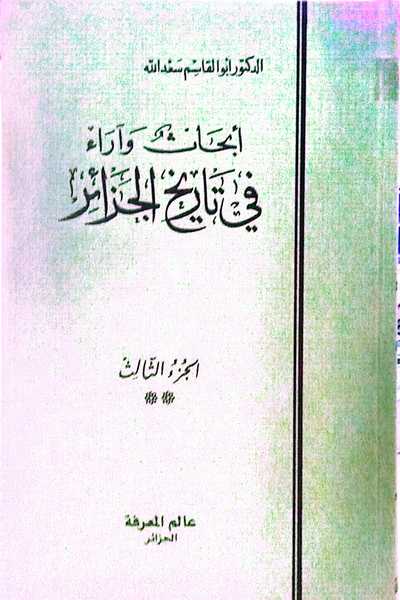 الدكتور ابو القاسم سعد الله
أبحاث وآراء
في تاريخ الجزائر
الجزء الثالث
عالم المعرفة
الجزائر